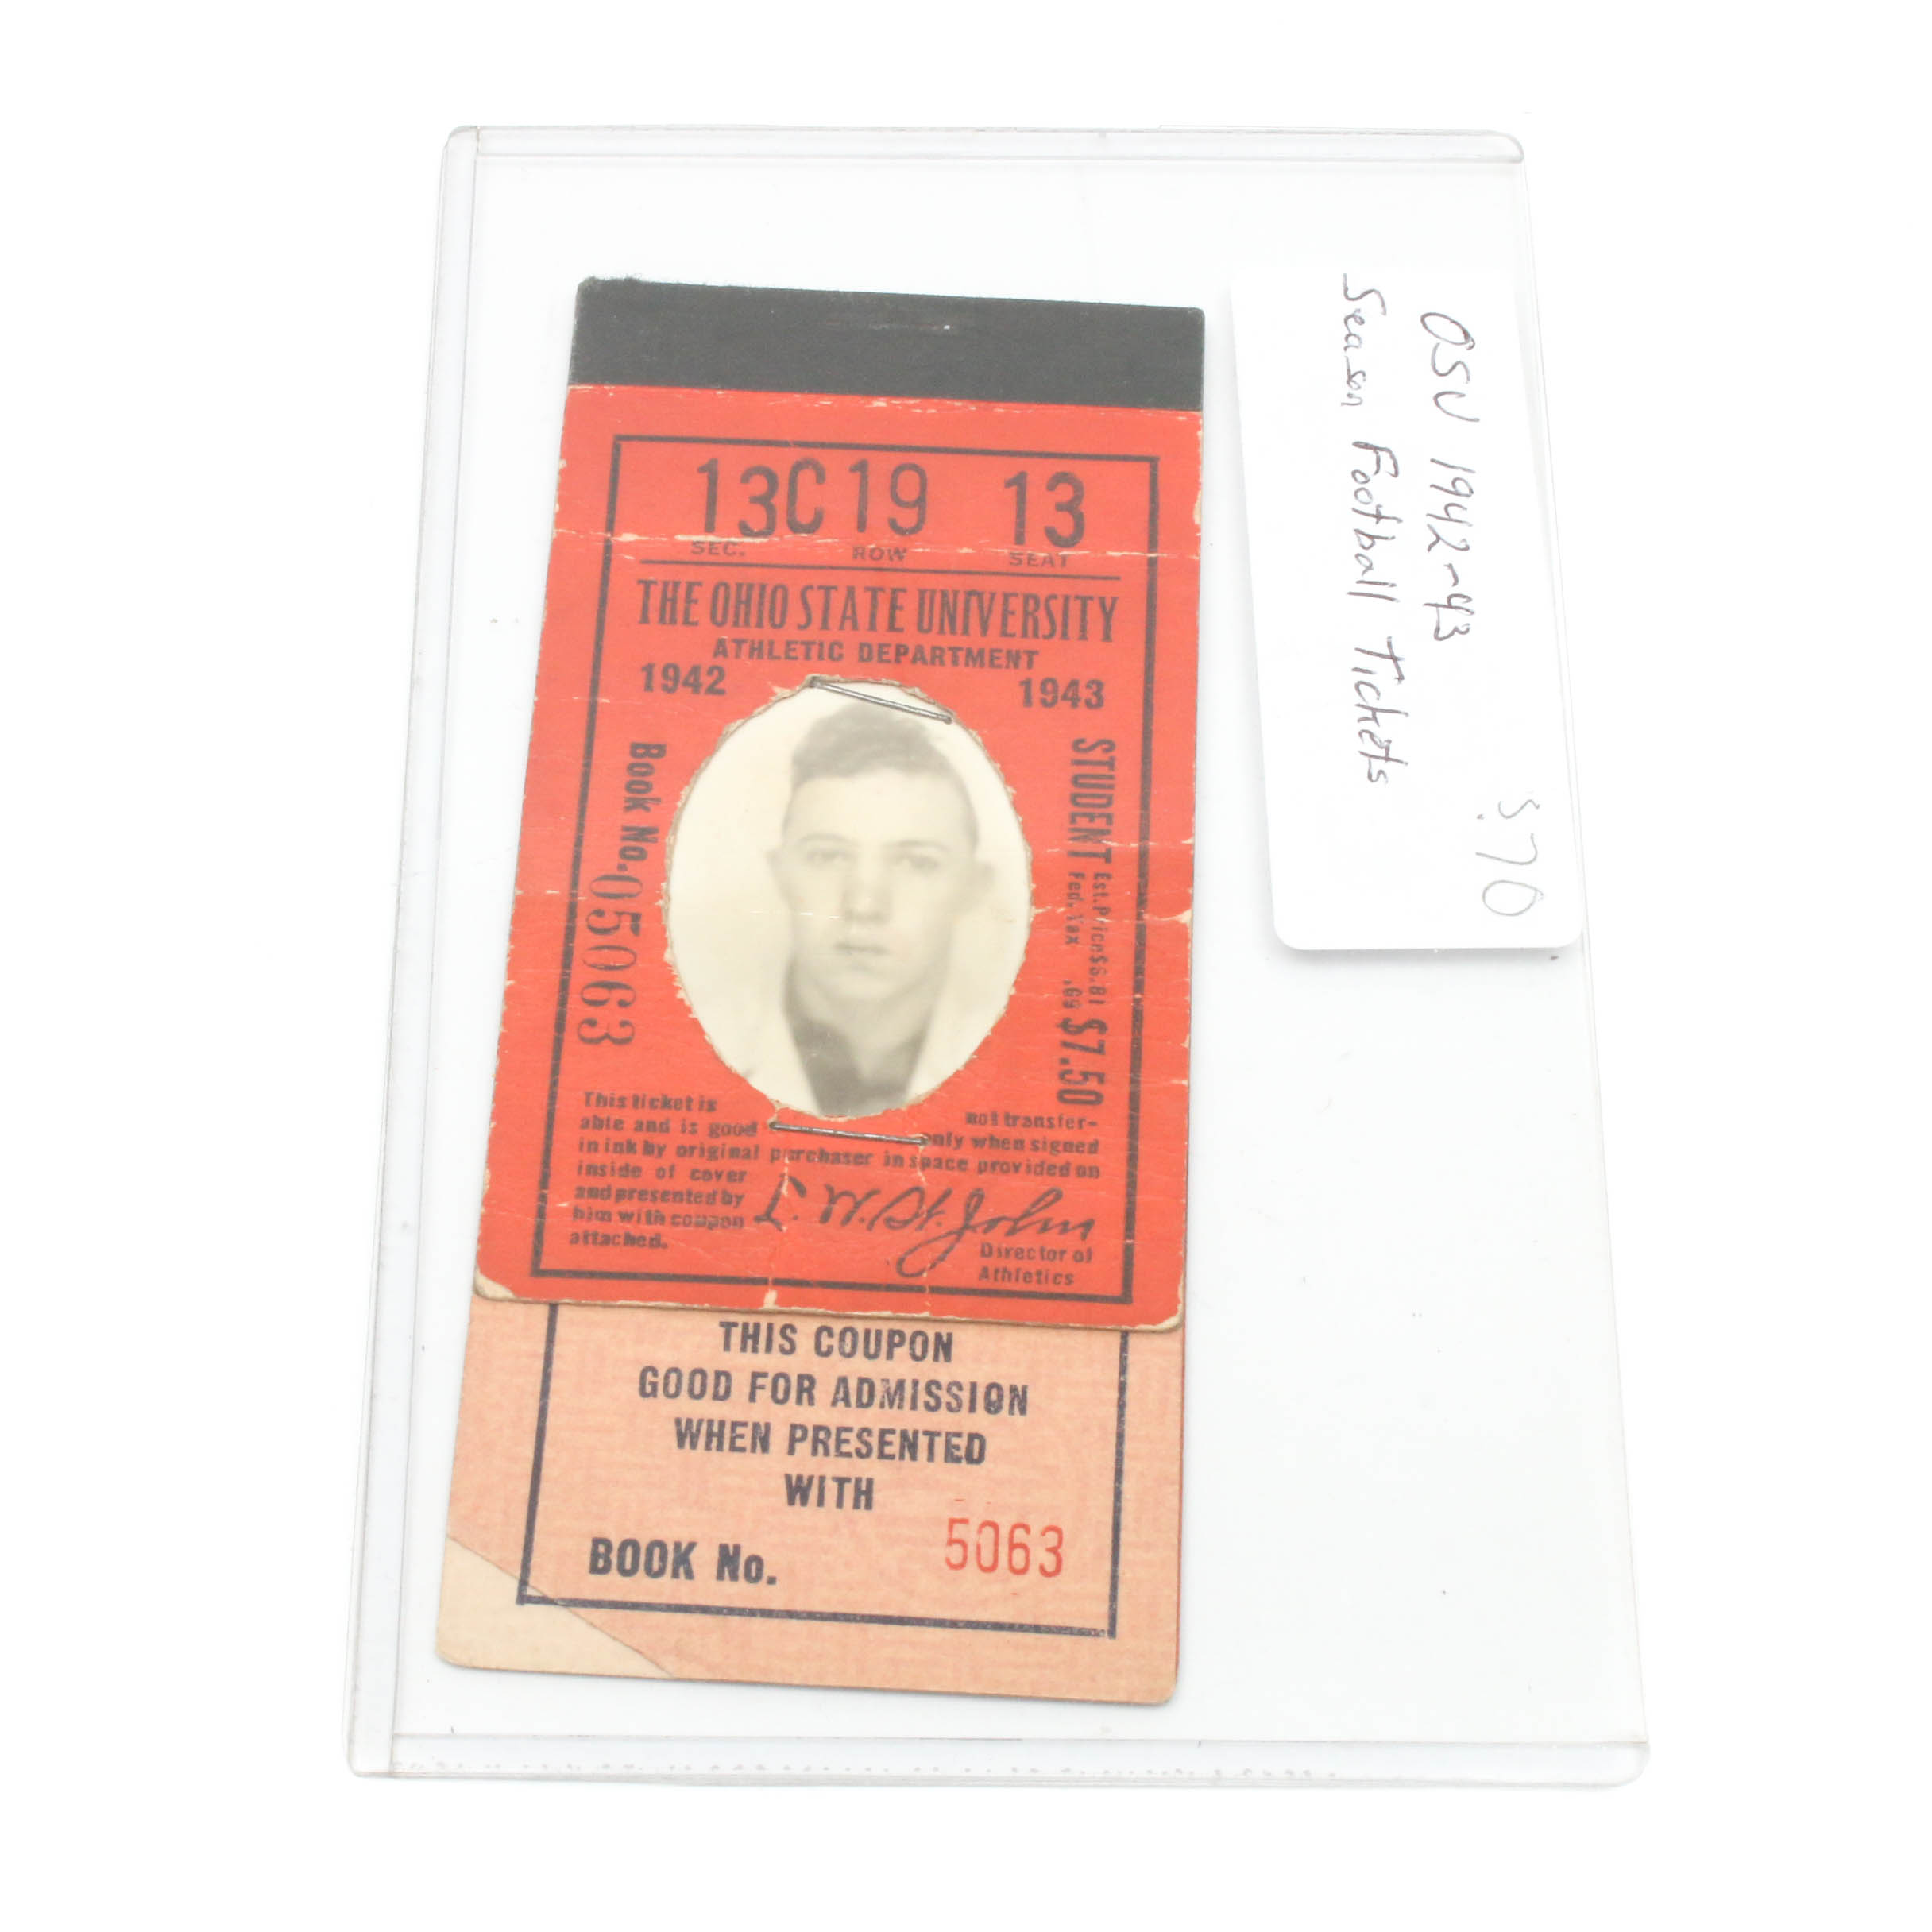 13C 19 13
SEC. ROW SEAT
THE OHIO STATE UNIVERSITY
ATHLETIC DEPARTMENT
1942 1943
Book No. 05063
STUDENT Est. Price $6.81 $7.50
Fed. Tax .69
This ticket is not transfer-
able and is good only when signed
in ink by original purchaser in space provided on
inside of cover
and presented by
him with coupon
attached.
L. W. St. John
Director of
Athletics
THIS COUPON
GOOD FOR ADMISSION
WHEN PRESENTED
WITH
BOOK No. 5063
OSU 1942-43
Season Football Tickets
$70